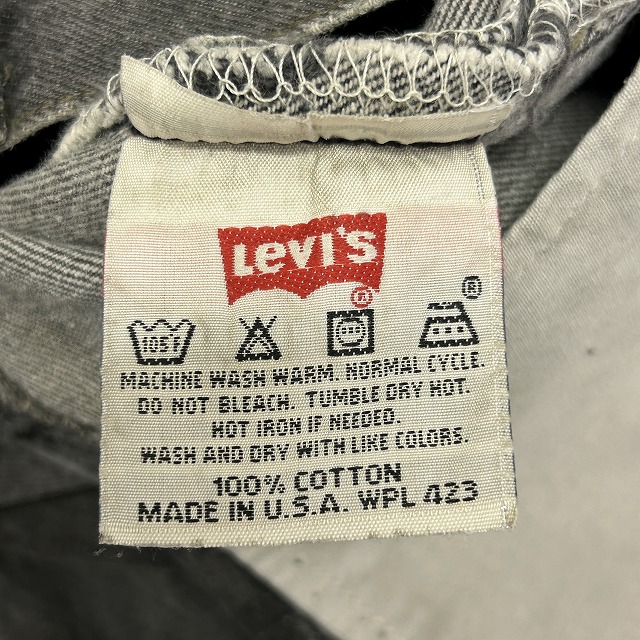 Levi's
®
®
105F
MACHINE WASH WARM. NORMAL CYCLE.
DO NOT BLEACH. TUMBLE DRY HOT.
HOT IRON IF NEEDED.
WASH AND DRY WITH LIKE COLORS.
100% COTTON
MADE IN U.S.A. WPL 423